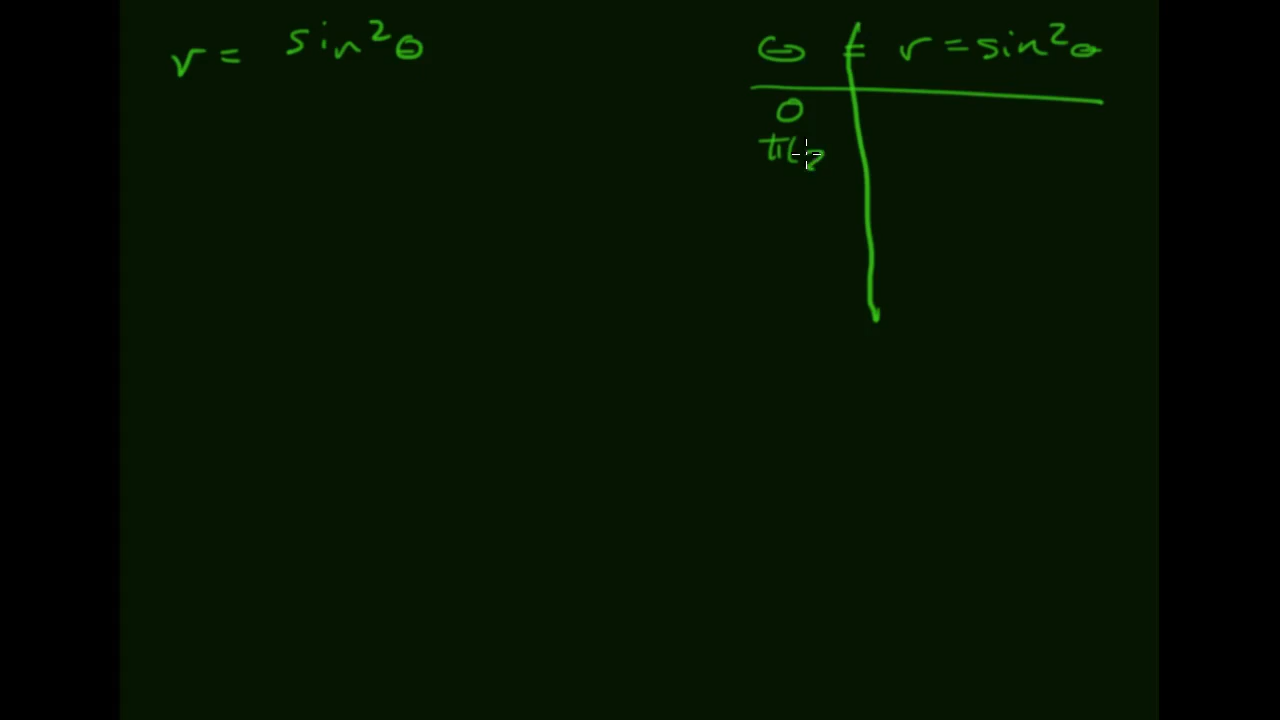 r = sin²θ
θ = r = sin²θ
0
π/2